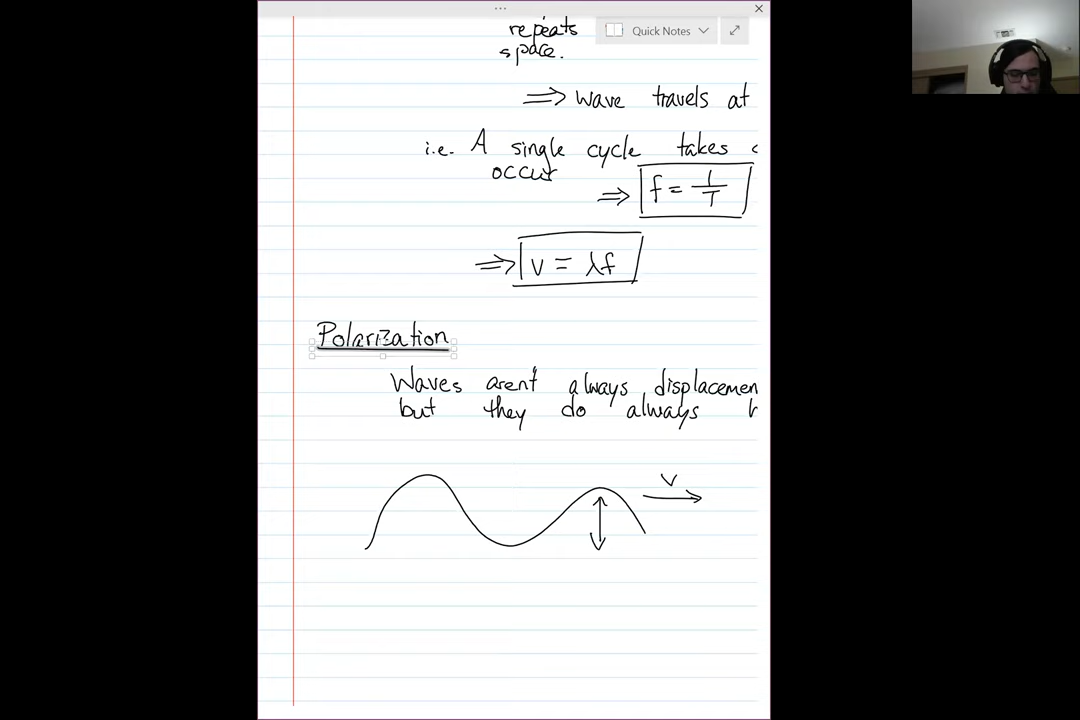 Quick Notes
repeats
space.
⟹ wave travels at
i.e. A single cycle takes
occur
⟹ f = 1/T
⟹ v = λf
Polarization
Waves aren't always displacemen
but they do always
v